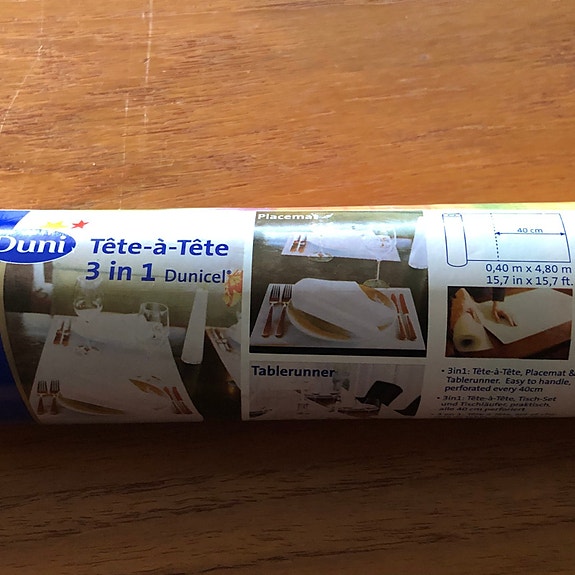 Duni
Tête-à-Tête
3 in 1 Dunicel®
Placemat
Tablerunner
40 cm
0,40 m x 4,80 m
15,7 in x 15,7 ft.
• 3in1: Tête-à-Tête, Placemat &
Tablerunner. Easy to handle,
perforated every 40cm
• 3in1: Tête-à-Tête, Tisch-Set
und Tischläufer, praktisch,
alle 40 cm perforiert